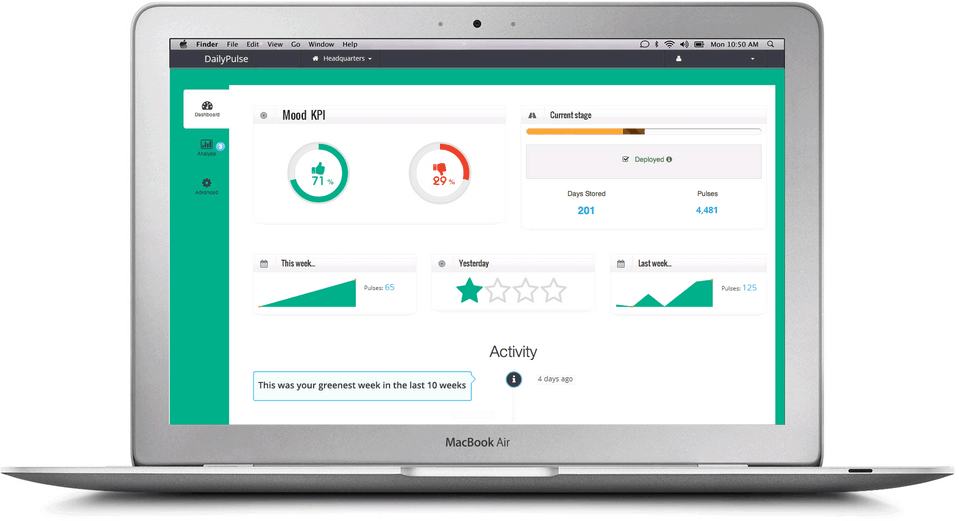 Finder File Edit View Go Window Help Mon 10:50 AM
DailyPulse Headquarters
Dashboard
Mood KPI
Current stage
Analysis
71 %
29 %
Deployed
Advanced
Days Stored Pulses
201 4,481
This week...
Yesterday
Last week...
Pulses: 65
Pulses: 125
Activity
This was your greenest week in the last 10 weeks
4 days ago
MacBook Air